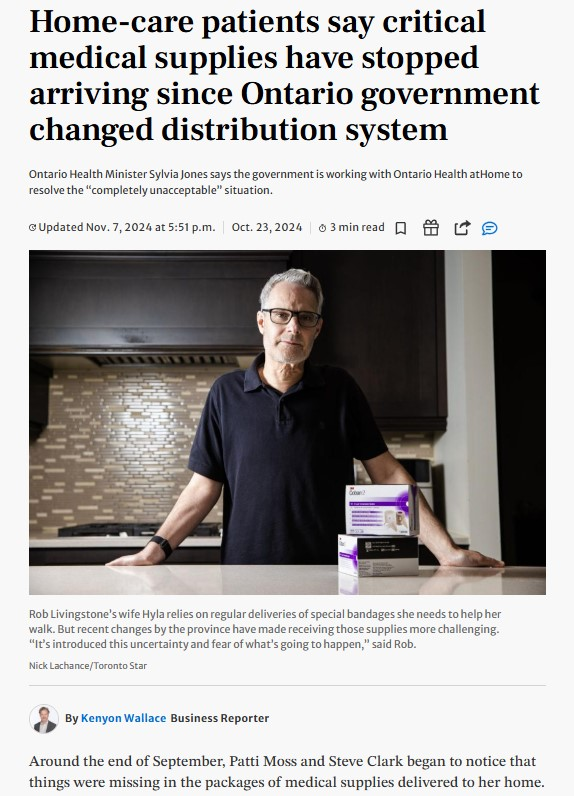 Home-care patients say critical
medical supplies have stopped
arriving since Ontario government
changed distribution system
Ontario Health Minister Sylvia Jones says the government is working with Ontario Health atHome to
resolve the “completely unacceptable” situation.
Updated Nov. 7, 2024 at 5:51 p.m. Oct. 23, 2024 3 min read
Rob Livingstone’s wife Hyla relies on regular deliveries of special bandages she needs to help her
walk. But recent changes by the province have made receiving those supplies more challenging.
“It’s introduced this uncertainty and fear of what’s going to happen,” said Rob.
Nick Lachance/Toronto Star
By Kenyon Wallace Business Reporter
Around the end of September, Patti Moss and Steve Clark began to notice that
things were missing in the packages of medical supplies delivered to her home.